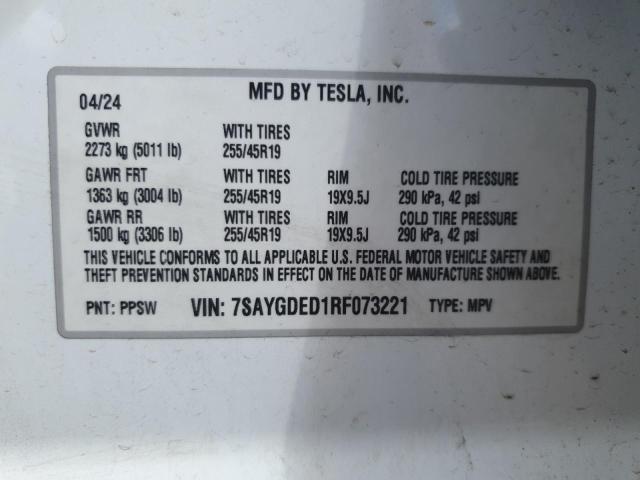 04/24 MFD BY TESLA, INC.
GVWR WITH TIRES
2273 kg (5011 lb) 255/45R19
GAWR FRT WITH TIRES RIM COLD TIRE PRESSURE
1363 kg (3004 lb) 255/45R19 19X9.5J 290 kPa, 42 psi
GAWR RR WITH TIRES RIM COLD TIRE PRESSURE
1500 kg (3306 lb) 255/45R19 19X9.5J 290 kPa, 42 psi
THIS VEHICLE CONFORMS TO ALL APPLICABLE U.S. FEDERAL MOTOR VEHICLE SAFETY AND
THEFT PREVENTION STANDARDS IN EFFECT ON THE DATE OF MANUFACTURE SHOWN ABOVE.
PNT: PPSW VIN: 7SAYGDED1RF073221 TYPE: MPV